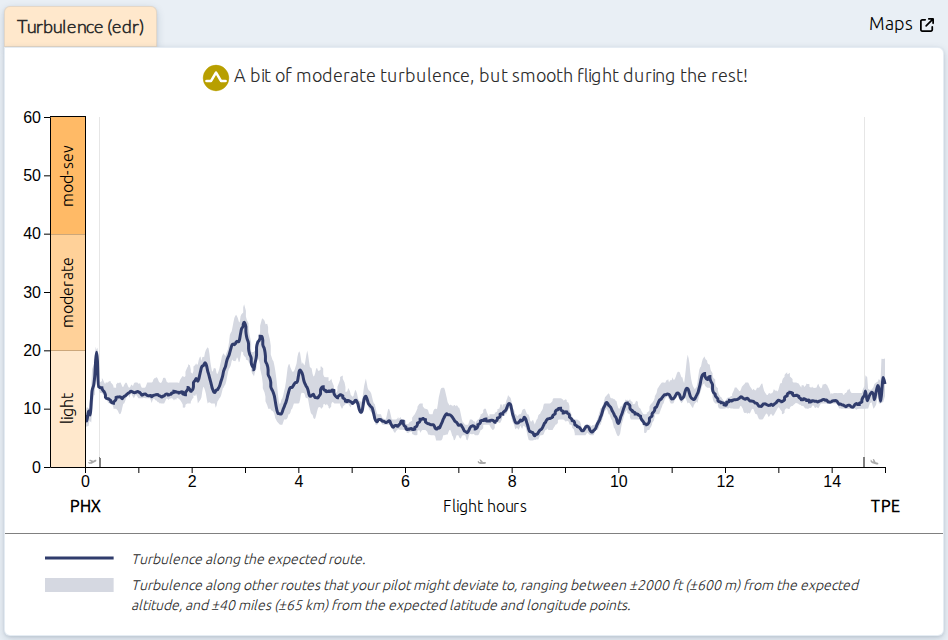 Turbulence (edr)
Maps
A bit of moderate turbulence, but smooth flight during the rest!
60
50
40
30
20
10
0
mod-sev
moderate
light
0 2 4 6 8 10 12 14
PHX Flight hours TPE
Turbulence along the expected route.
Turbulence along other routes that your pilot might deviate to, ranging between ±2000 ft (±600 m) from the expected
altitude, and ±40 miles (±65 km) from the expected latitude and longitude points.